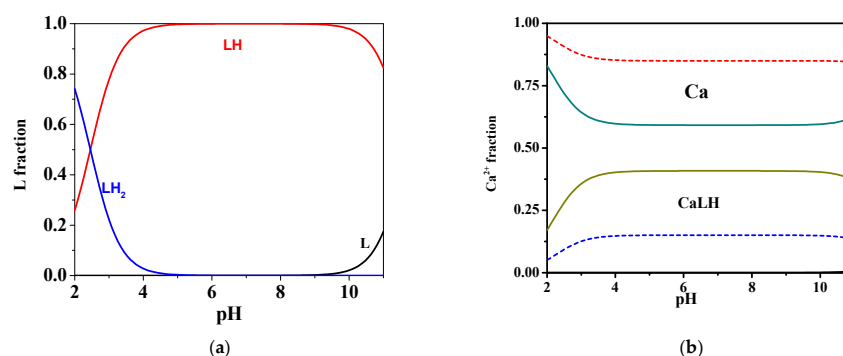 1.0
0.8
0.6
0.4
0.2
0.0
L fraction
LH
LH₂
L
2
4
6
8
10
pH
(a)
1.00
0.75
0.50
0.25
0.00
Ca²⁺ fraction
Ca
CaLH
2
4
6
8
10
pH
(b)